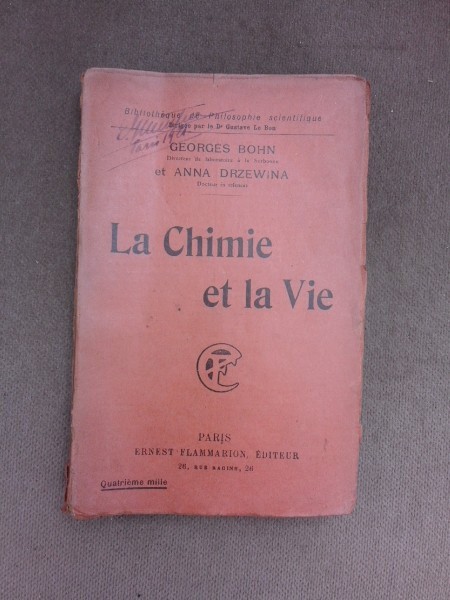 Bibliothèque de Philosophie scientifique
Dirigée par le Dr Gustave Le Bon
Paris 19
GEORGES BOHN
Directeur de laboratoire à la Sorbonne
et ANNA DRZEWINA
Docteur ès sciences
La Chimie
et la Vie
PARIS
ERNEST FLAMMARION, ÉDITEUR
26, RUE RACINE, 26
Quatrième mille